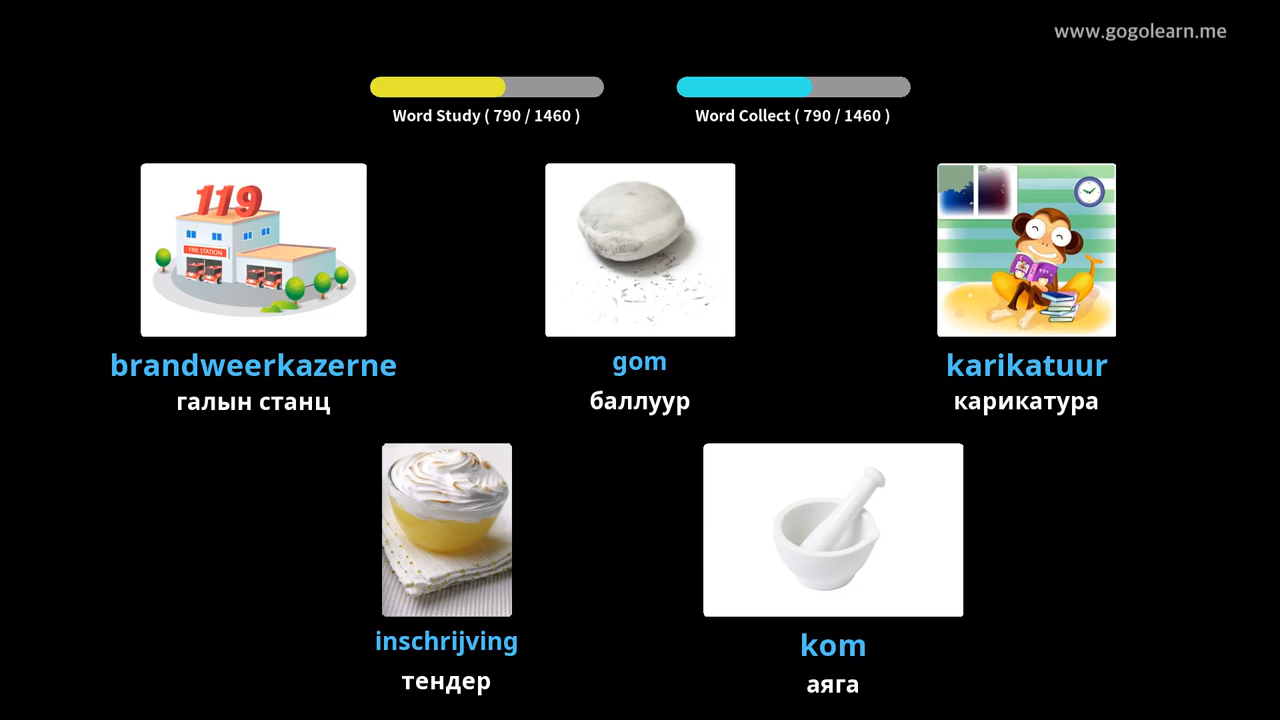 www.gogolearn.me
Word Study ( 790 / 1460 )
Word Collect ( 790 / 1460 )
119
FIRE STATION
brandweerkazerne
галын станц
gom
баллуур
karikatuur
карикатура
inschrijving
тендер
kom
аяга